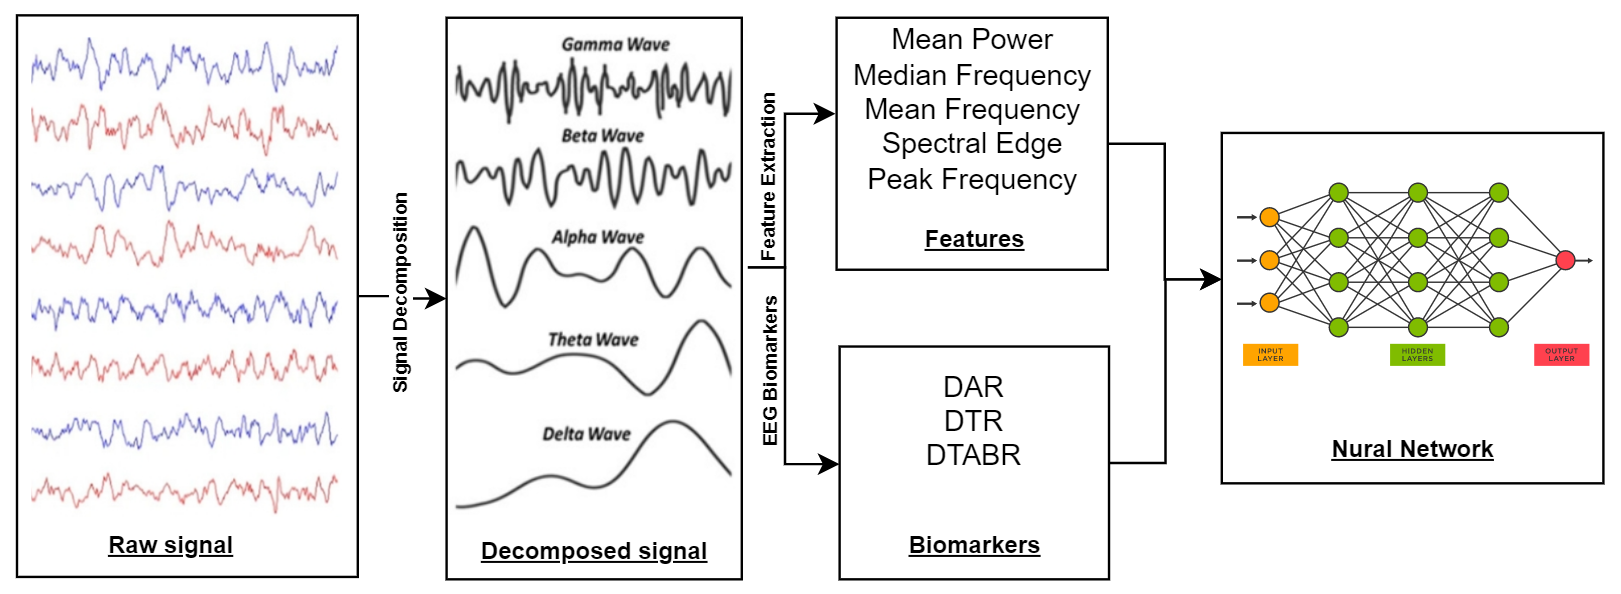 Raw signal
Signal Decomposition
Gamma Wave
Beta Wave
Alpha Wave
Theta Wave
Delta Wave
Decomposed signal
Feature Extraction
EEG Biomarkers
Mean Power
Median Frequency
Mean Frequency
Spectral Edge
Peak Frequency
Features
DAR
DTR
DTABR
Biomarkers
INPUT
LAYER
HIDDEN
LAYERS
OUTPUT
LAYER
Nural Network